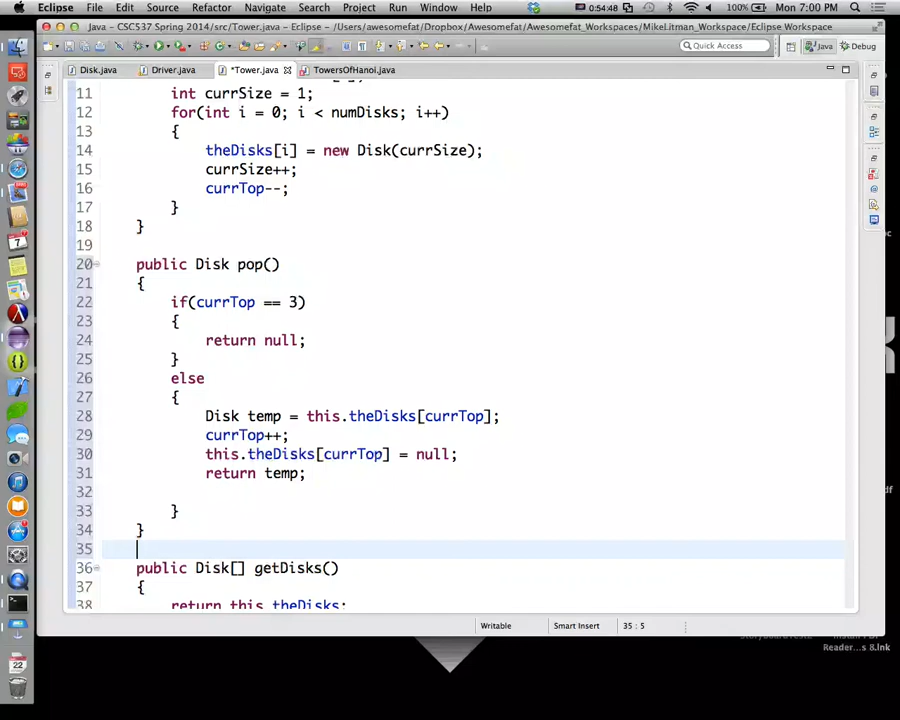 Eclipse File Edit Source Refactor Navigate Search Project Run Window Help 0:54:48 100% Mon 7:00 PM
Java – CSC537 Spring 2014/src/Tower.java – Eclipse – /Users/awesomefat/Dropbox/Awesomefat/Awesomefat_Workspaces/MikeLitman_Workspace/Eclipse Workspace
Quick Access Java Debug
Disk.java Driver.java *Tower.java TowersOfHanoi.java
11 int currSize = 1;
12 for(int i = 0; i < numDisks; i++)
13 {
14 theDisks[i] = new Disk(currSize);
15 currSize++;
16 currTop--;
17 }
18 }
19
20 public Disk pop()
21 {
22 if(currTop == 3)
23 {
24 return null;
25 }
26 else
27 {
28 Disk temp = this.theDisks[currTop];
29 currTop++;
30 this.theDisks[currTop] = null;
31 return temp;
32
33 }
34 }
35
36 public Disk[] getDisks()
37 {
38 return this.theDisks;
Writable Smart Insert 35 : 5
Reader...s 8.lnk